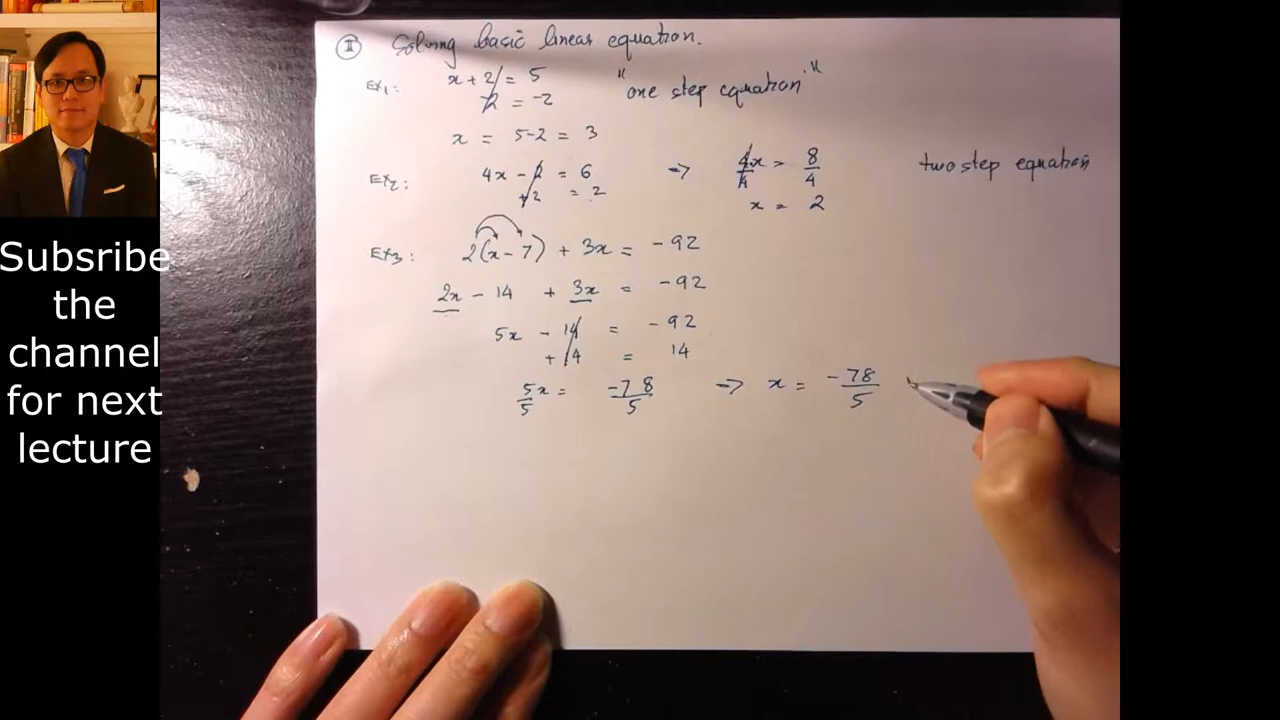 II Solving basic linear equation.
Ex1: x + 2 = 5 "one step equation"
-2 = -2
x = 5-2 = 3
Ex2: 4x - 2 = 6 → 4x = 8 two step equation
+2 = 2 4 4
x = 2
Ex3: 2(x - 7) + 3x = -92
2x - 14 + 3x = -92
5x - 14 = -92
+ 14 = 14
5x = -78 → x = -78
5 5 5
Subsribe
the
channel
for next
lecture